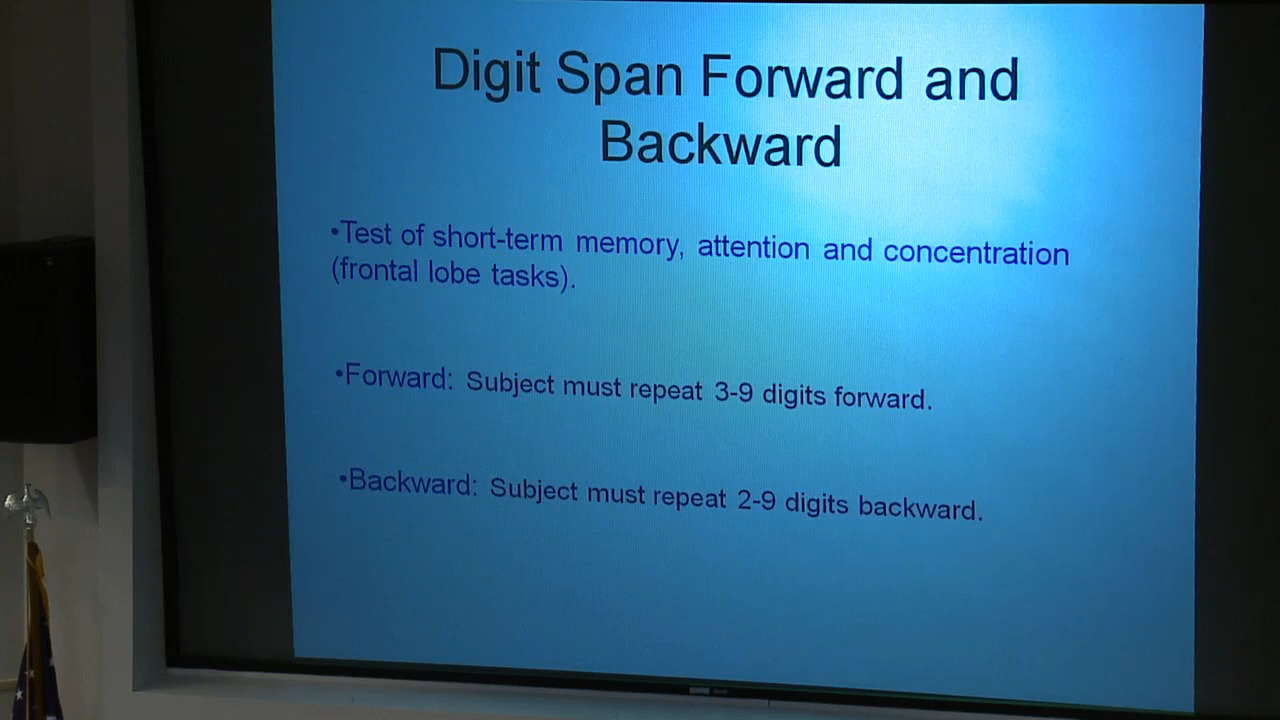 Digit Span Forward and
Backward
•Test of short-term memory, attention and concentration
(frontal lobe tasks).
•Forward: Subject must repeat 3-9 digits forward.
•Backward: Subject must repeat 2-9 digits backward.